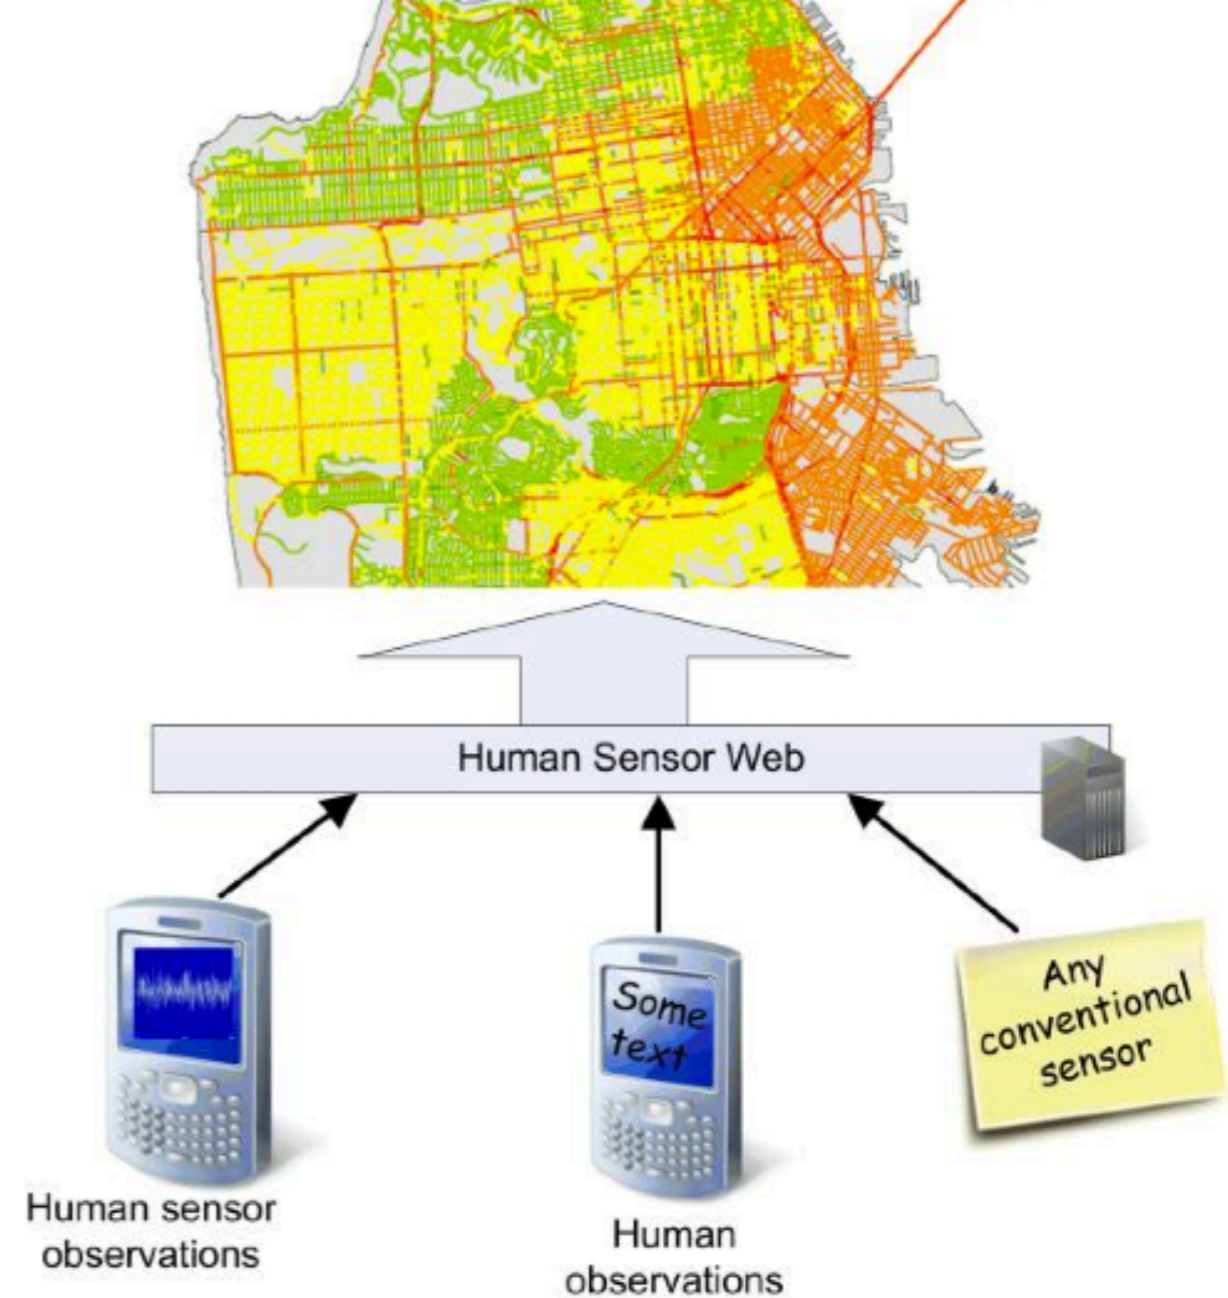 Human Sensor Web
Some
text
Any
conventional
sensor
Human sensor
observations
Human
observations